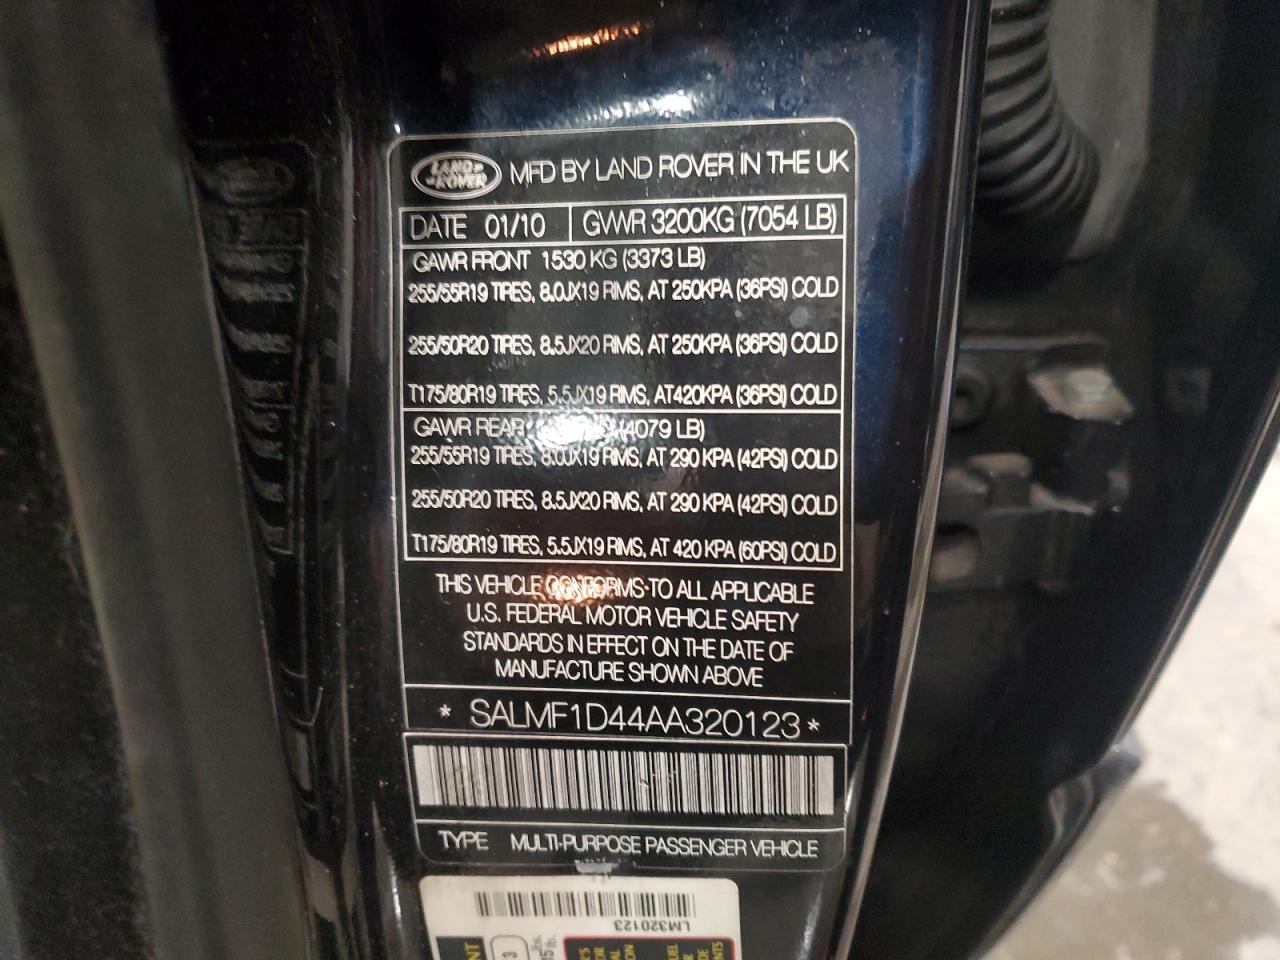 LAND-
-ROVER
MFD BY LAND ROVER IN THE UK
DATE 01/10
GWWR 3200KG (7054 LB)
GAWR FRONT 1530 KG (3373 LB)
255/55R19 TIRES, 8.0JX19 RIMS, AT 250KPA (36PSI) COLD
255/50R20 TIRES, 8.5JX20 RIMS, AT 250KPA (36PSI) COLD
T175/80R19 TIRES, 5.5JX19 RIMS, AT420KPA (36PSI) COLD
GAWR REAR (4079 LB)
255/55R19 TIRES, 8.0JX19 RIMS, AT 290 KPA (42PSI) COLD
255/50R20 TIRES, 8.5JX20 RIMS, AT 290 KPA (42PSI) COLD
T175/80R19 TIRES, 5.5JX19 RIMS, AT 420 KPA (60PSI) COLD
THIS VEHICLE CONFORMS-TO ALL APPLICABLE
U.S. FEDERAL MOTOR VEHICLE SAFETY
STANDARDS IN EFFECT ON THE DATE OF
MANUFACTURE SHOWN ABOVE
* SALMF1D44AA320123 *
TYPE MULTI-PURPOSE PASSENGER VEHICLE
LM320123